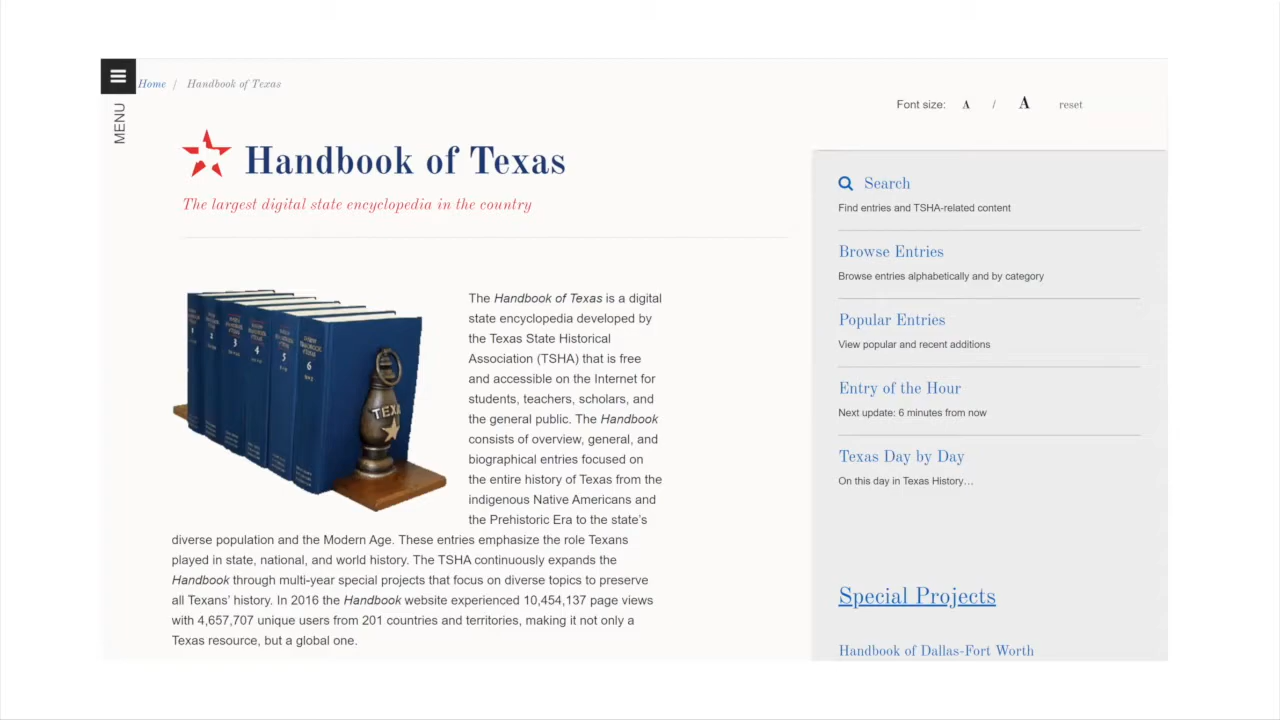 Home / Handbook of Texas
MENU
Font size: A / A reset
Handbook of Texas
The largest digital state encyclopedia in the country
The Handbook of Texas is a digital
state encyclopedia developed by
the Texas State Historical
Association (TSHA) that is free
and accessible on the Internet for
students, teachers, scholars, and
the general public. The Handbook
consists of overview, general, and
biographical entries focused on
the entire history of Texas from the
indigenous Native Americans and
the Prehistoric Era to the state’s
diverse population and the Modern Age. These entries emphasize the role Texans
played in state, national, and world history. The TSHA continuously expands the
Handbook through multi-year special projects that focus on diverse topics to preserve
all Texans’ history. In 2016 the Handbook website experienced 10,454,137 page views
with 4,657,707 unique users from 201 countries and territories, making it not only a
Texas resource, but a global one.
1
2
3
4
5
6
TEXA
Search
Find entries and TSHA-related content
Browse Entries
Browse entries alphabetically and by category
Popular Entries
View popular and recent additions
Entry of the Hour
Next update: 6 minutes from now
Texas Day by Day
On this day in Texas History…
Special Projects
Handbook of Dallas-Fort Worth